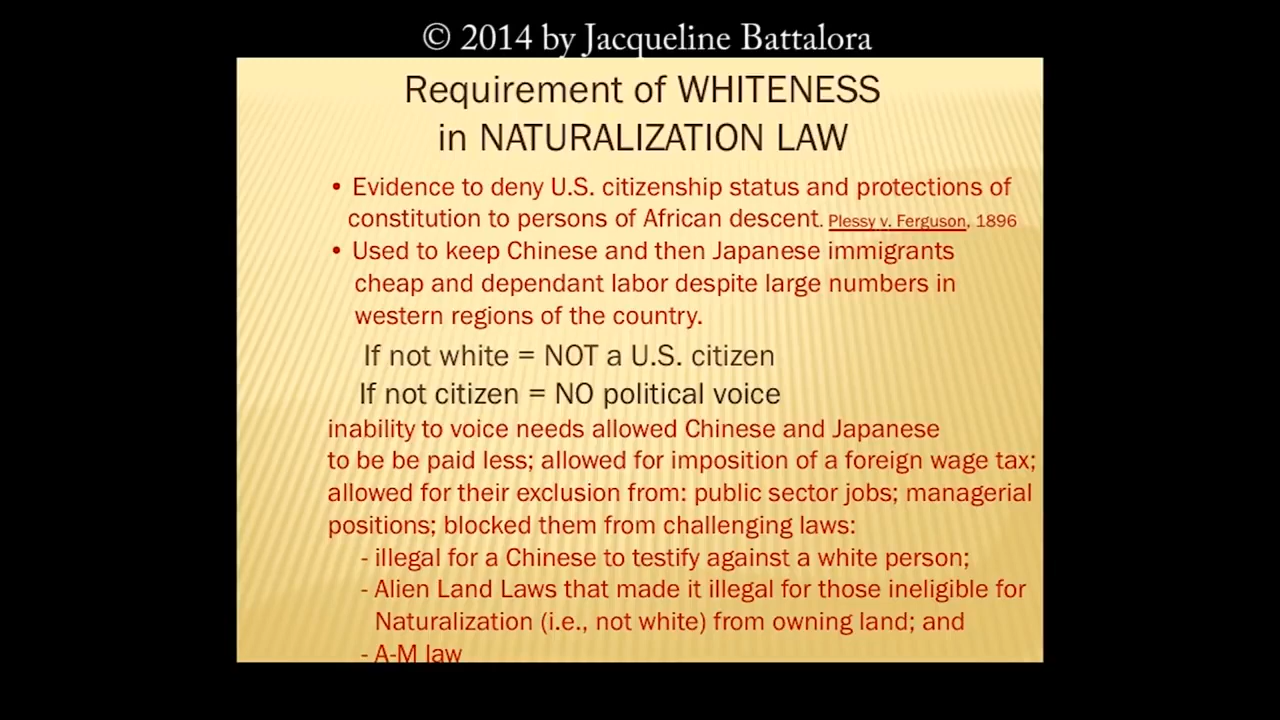 © 2014 by Jacqueline Battalora
Requirement of WHITENESS
in NATURALIZATION LAW
• Evidence to deny U.S. citizenship status and protections of
constitution to persons of African descent. Plessy v. Ferguson, 1896
• Used to keep Chinese and then Japanese immigrants
cheap and dependant labor despite large numbers in
western regions of the country.
If not white = NOT a U.S. citizen
If not citizen = NO political voice
inability to voice needs allowed Chinese and Japanese
to be be paid less; allowed for imposition of a foreign wage tax;
allowed for their exclusion from: public sector jobs; managerial
positions; blocked them from challenging laws:
- illegal for a Chinese to testify against a white person;
- Alien Land Laws that made it illegal for those ineligible for
Naturalization (i.e., not white) from owning land; and
- A-M law